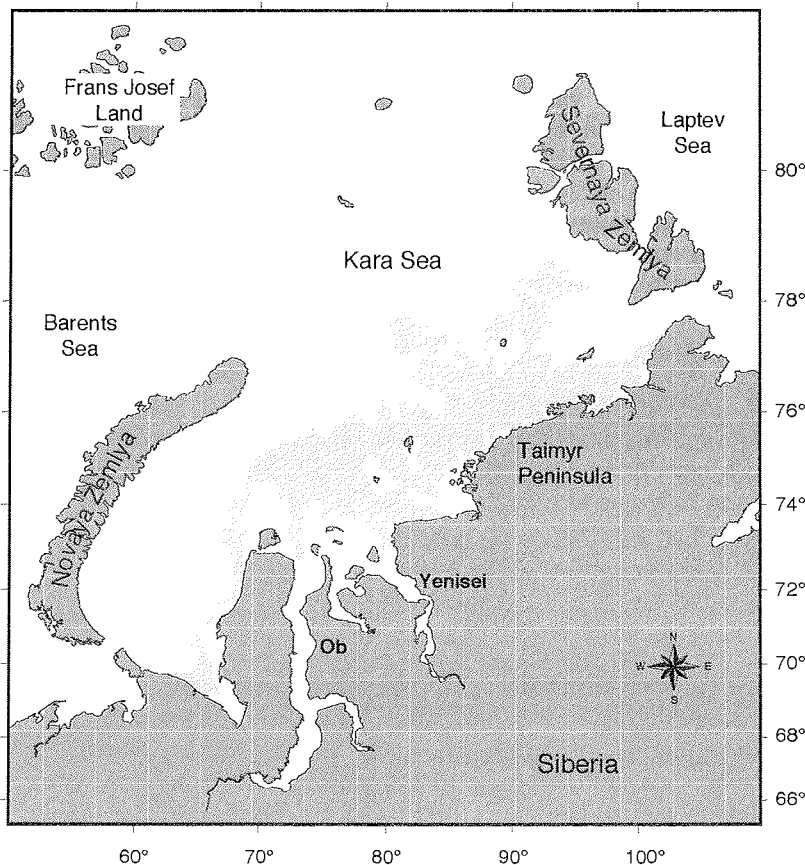 Frans Josef
Land
Severnaya Zemlya
Laptev
Sea
80°
Kara Sea
78°
Barents
Sea
76°
Novaya Zemlya
Taimyr
Peninsula
74°
Yenisei
72°
Ob
N
W E
S
70°
68°
Siberia
66°
60° 70° 80° 90° 100°